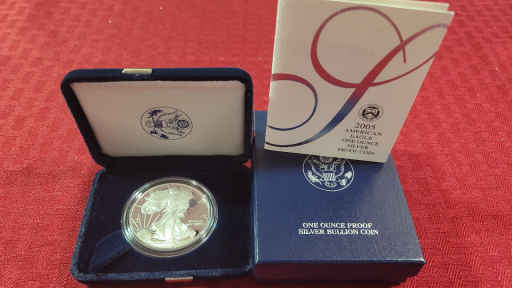 2005
AMERICAN
EAGLE
ONE OUNCE
SILVER
PROOF COIN
ONE OUNCE PROOF
SILVER BULLION COIN